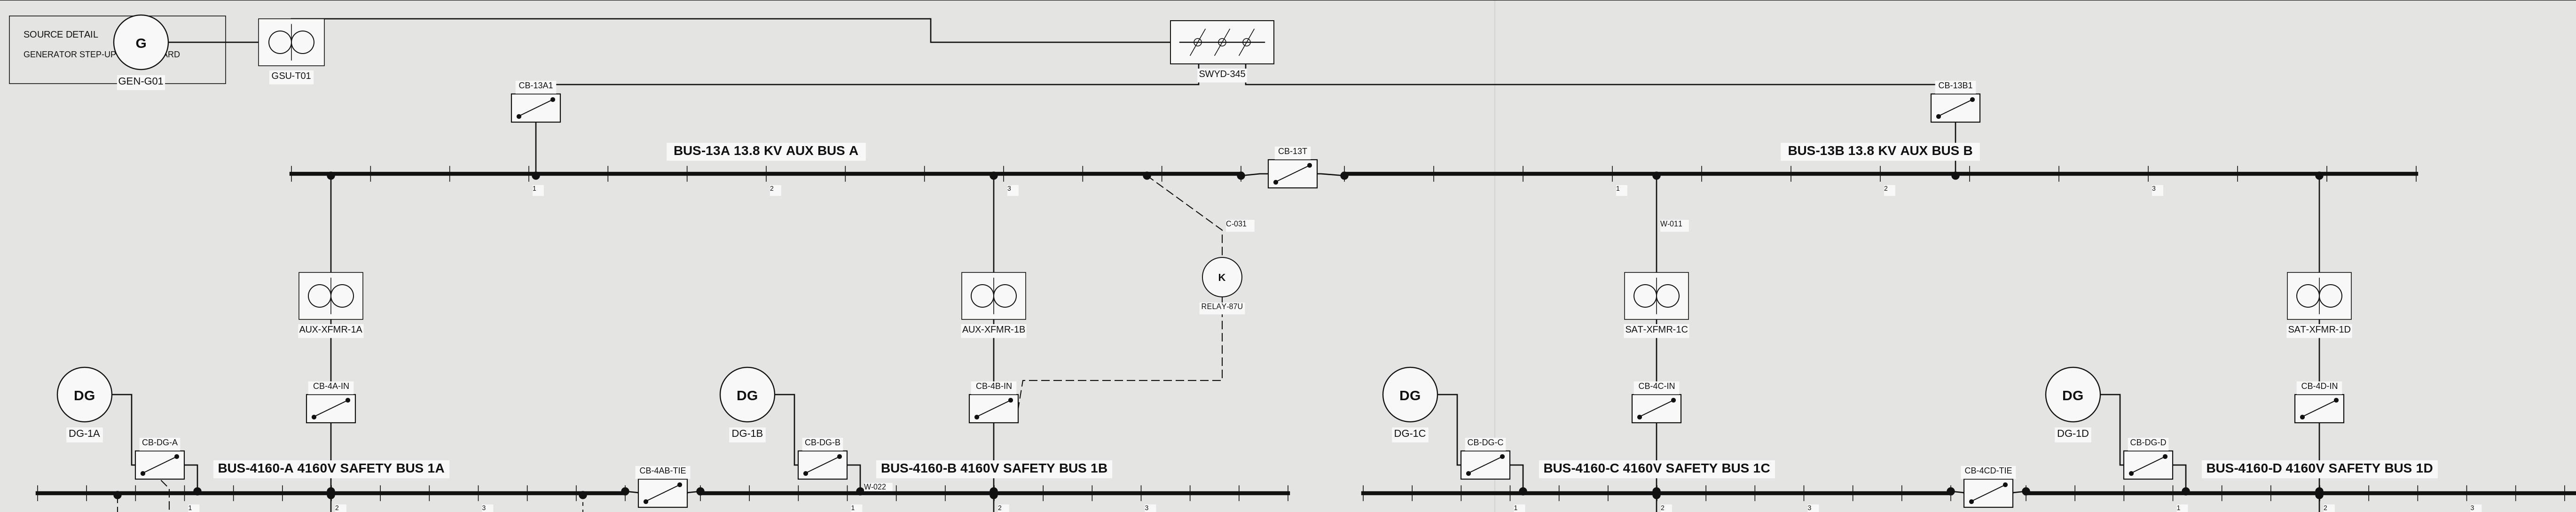 SOURCE DETAIL
G
GENERATOR STEP-UP ARD
GEN-G01
GSU-T01
SWYD-345
CB-13A1
CB-13B1
BUS-13A 13.8 KV AUX BUS A
CB-13T
BUS-13B 13.8 KV AUX BUS B
1
2
3
1
2
3
C-031
W-011
K
RELAY-87U
AUX-XFMR-1A
AUX-XFMR-1B
SAT-XFMR-1C
SAT-XFMR-1D
DG
CB-4A-IN
DG
CB-4B-IN
DG
CB-4C-IN
DG
CB-4D-IN
DG-1A
DG-1B
DG-1C
DG-1D
CB-DG-A
CB-DG-B
CB-DG-C
CB-DG-D
BUS-4160-A 4160V SAFETY BUS 1A
CB-4AB-TIE
BUS-4160-B 4160V SAFETY BUS 1B
BUS-4160-C 4160V SAFETY BUS 1C
CB-4CD-TIE
BUS-4160-D 4160V SAFETY BUS 1D
W-022
1
2
3
1
2
3
1
2
3
1
2
3